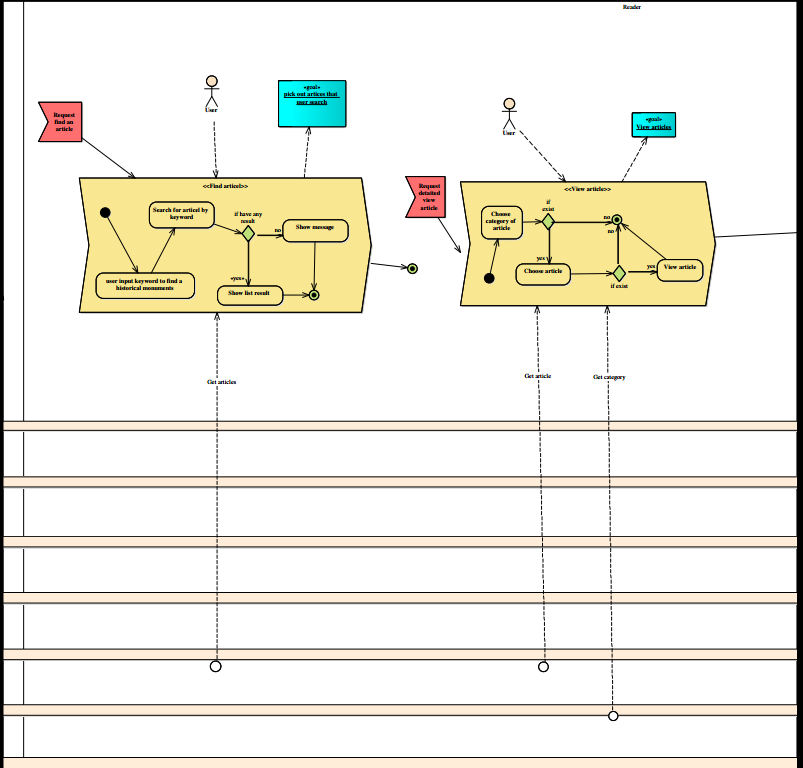 Reader
User
«goal»
pick out artices that
user search
Request
find an
article
User
«goal»
View articles
<<Find articel>>
Search for articel by
keyword
if have any
result
no
Show message
user input keyword to find a
historical monuments
«yes»
Show list result
Request
detailed
view
article
<<View article>>
Choose
category of
article
if
exist
no
no
yes
Choose article
yes
View article
if exist
Get articles
Get article
Get category